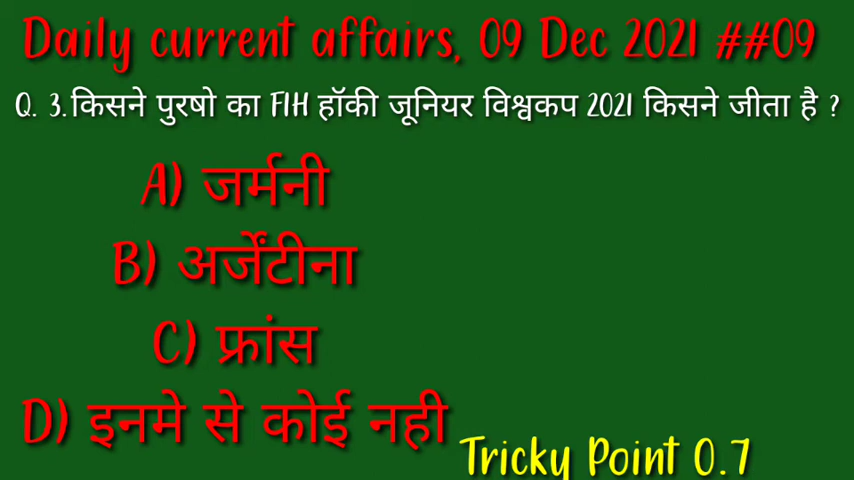 Daily current affairs, 09 Dec 2021 ##09
Q. 3.किसने पुरषो का FIH हॉकी जूनियर विश्वकप 2021 किसने जीता है ?
A) जर्मनी
B) अर्जेंटीना
C) फ्रांस
D) इनमे से कोई नही
Tricky Point 0.7